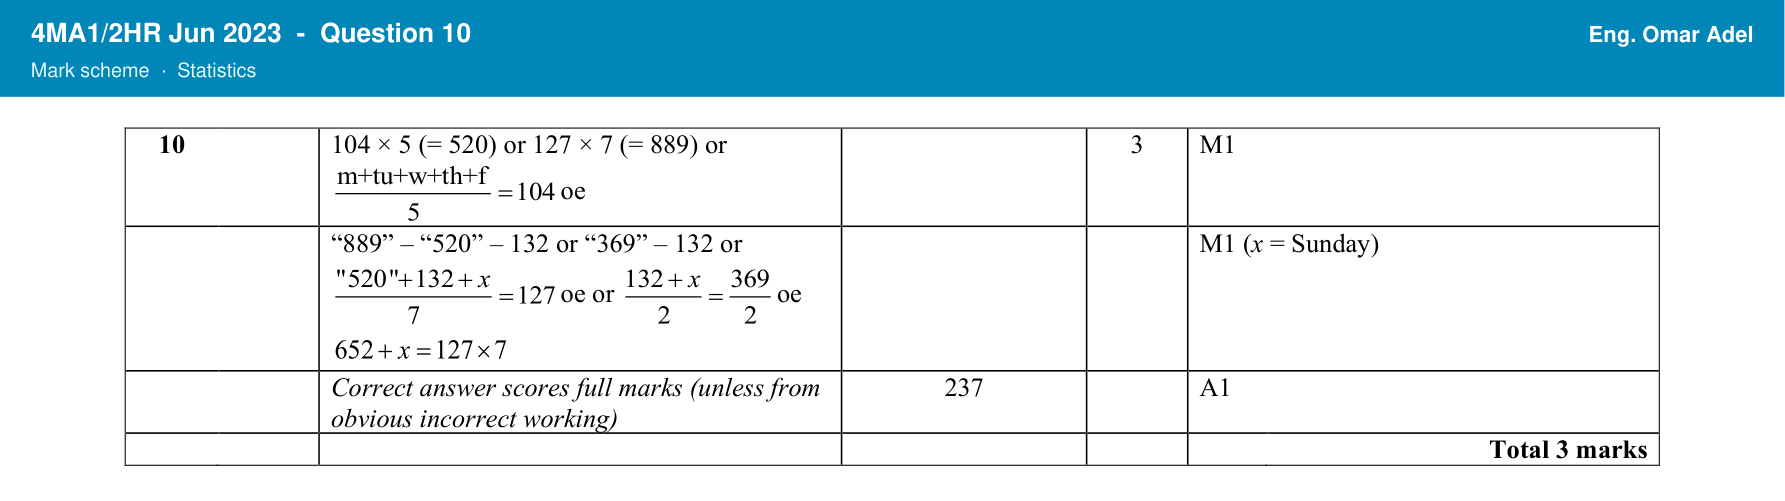 4MA1/2HR Jun 2023 - Question 10
Eng. Omar Adel
Mark scheme · Statistics
10
104 × 5 (= 520) or 127 × 7 (= 889) or
m+tu+w+th+f
———— = 104 oe
5
3
M1
“889” – “520” – 132 or “369” – 132 or
"520"+132 + x / 7 = 127 oe or 132 + x / 2 = 369 / 2 oe
652 + x = 127 × 7
M1 (x = Sunday)
Correct answer scores full marks (unless from
obvious incorrect working)
237
A1
Total 3 marks